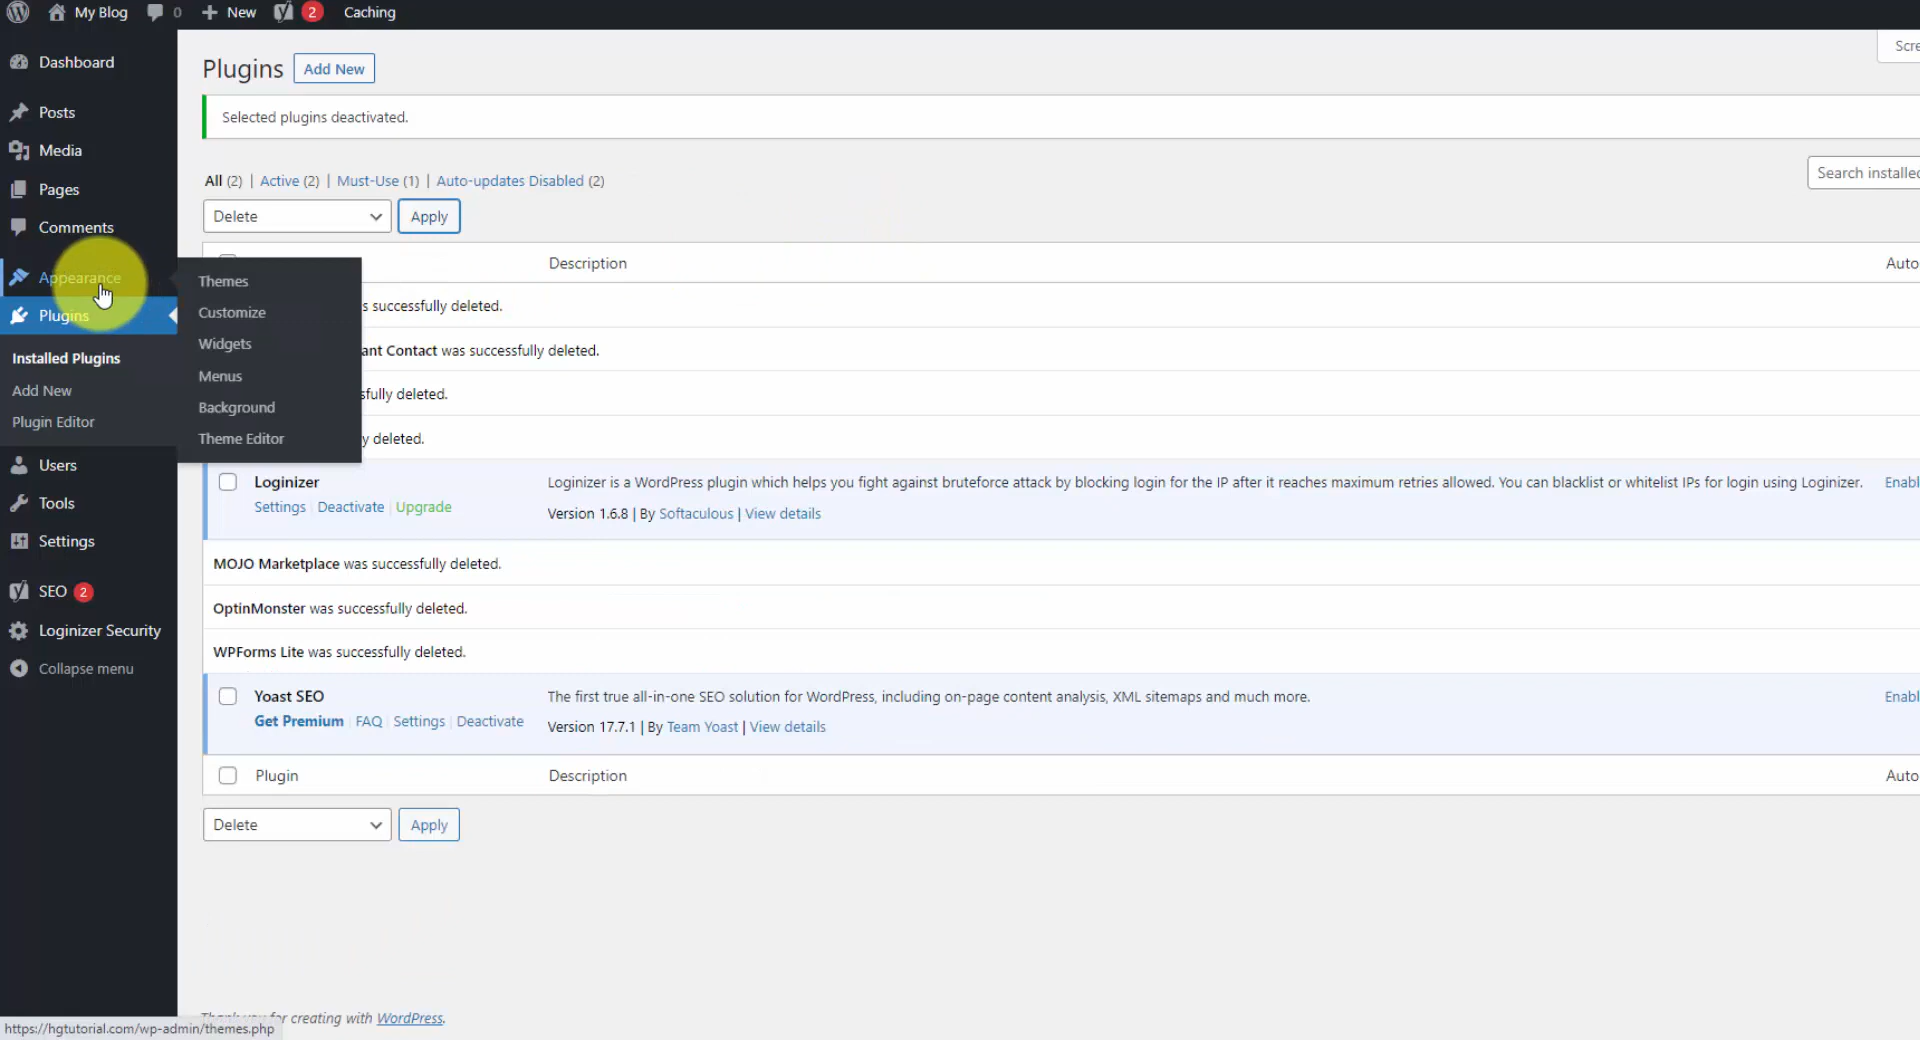 My Blog 0 New 2 Caching
Dashboard
Posts
Media
Pages
Comments
Appearance
Plugins
Installed Plugins
Add New
Plugin Editor
Users
Tools
Settings
SEO 2
Loginizer Security
Collapse menu
Themes
Customize
Widgets
Menus
Background
Theme Editor
Plugins Add New
Scre
Selected plugins deactivated.
All (2) | Active (2) | Must-Use (1) | Auto-updates Disabled (2)
Search installed
Delete Apply
Description Auto
s successfully deleted.
ant Contact was successfully deleted.
sfully deleted.
y deleted.
Loginizer Loginizer is a WordPress plugin which helps you fight against bruteforce attack by blocking login for the IP after it reaches maximum retries allowed. You can blacklist or whitelist IPs for login using Loginizer. Enabl
Settings | Deactivate | Upgrade Version 1.6.8 | By Softaculous | View details
MOJO Marketplace was successfully deleted.
OptinMonster was successfully deleted.
WPForms Lite was successfully deleted.
Yoast SEO The first true all-in-one SEO solution for WordPress, including on-page content analysis, XML sitemaps and much more. Enabl
Get Premium | FAQ | Settings | Deactivate Version 17.7.1 | By Team Yoast | View details
Plugin Description Auto
Delete Apply
Thank you for creating with WordPress.
https://hgtutorial.com/wp-admin/themes.php